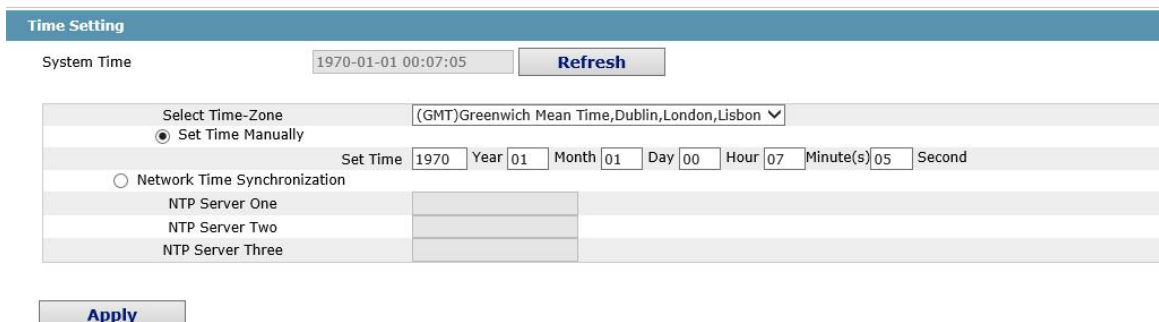 Time Setting
System Time 1970-01-01 00:07:05 Refresh
Select Time-Zone (GMT)Greenwich Mean Time,Dublin,London,Lisbon
Set Time Manually
Set Time 1970 Year 01 Month 01 Day 00 Hour 07 Minute(s) 05 Second
Network Time Synchronization
NTP Server One
NTP Server Two
NTP Server Three
Apply